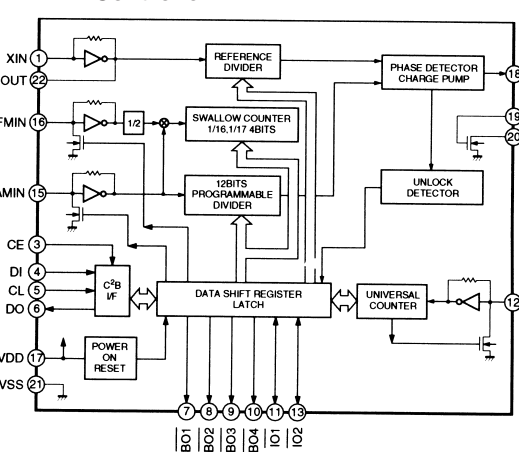 XIN 1
OUT 22
FMIN 16
AMIN 15
CE 3
DI 4
CL 5
DO 6
VDD 17
VSS 21
REFERENCE
DIVIDER
PHASE DETECTOR
CHARGE PUMP
18
19
20
1/2
SWALLOW COUNTER
1/16,1/17 4BITS
12BITS
PROGRAMMABLE
DIVIDER
UNLOCK
DETECTOR
C²B
I/F
DATA SHIFT REGISTER
LATCH
UNIVERSAL
COUNTER
12
POWER
ON
RESET
7 8 9 10 11 13
BO1
BO2
BO3
BO4
IO1
IO2